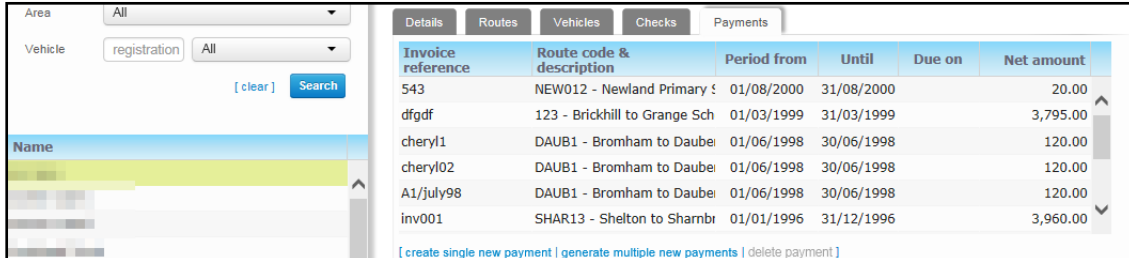 Area All
Vehicle registration All
[ clear ] Search
Name
Details Routes Vehicles Checks Payments
Invoice reference Route code & description Period from Until Due on Net amount
543 NEW012 - Newland Primary S 01/08/2000 31/08/2000 20.00
dfgdf 123 - Brickhill to Grange Sch 01/03/1999 31/03/1999 3,795.00
cheryl1 DAUB1 - Bromham to Dauber 01/06/1998 30/06/1998 120.00
cheryl02 DAUB1 - Bromham to Dauber 01/06/1998 30/06/1998 120.00
A1/july98 DAUB1 - Bromham to Dauber 01/06/1998 30/06/1998 120.00
inv001 SHAR13 - Shelton to Sharnbr 01/01/1996 31/12/1996 3,960.00
[ create single new payment | generate multiple new payments | delete payment ]